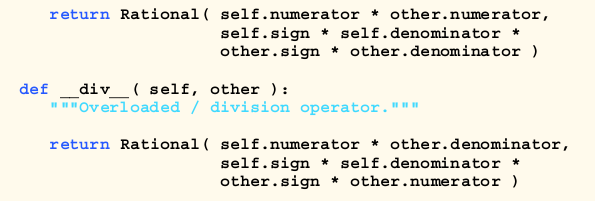 return Rational( self.numerator * other.numerator,
self.sign * self.denominator *
other.sign * other.denominator )
def __div__( self, other ):
"""Overloaded / division operator."""
return Rational( self.numerator * other.denominator,
self.sign * self.denominator *
other.sign * other.numerator )